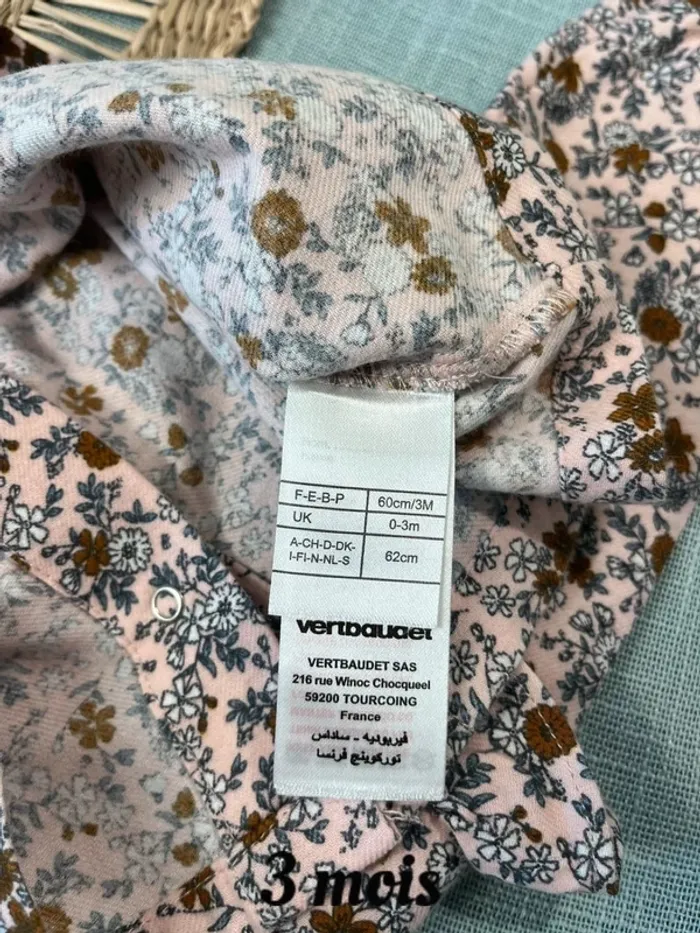 F-E-B-P 60cm/3M
UK 0-3m
A-CH-D-DK-
I-FI-N-NL-S 62cm
vertbaudet
VERTBAUDET SAS
216 rue Winoc Chocqueel
59200 TOURCOING
France
فيربوديه - ساداس
توركوينج فرنسا
3 mois